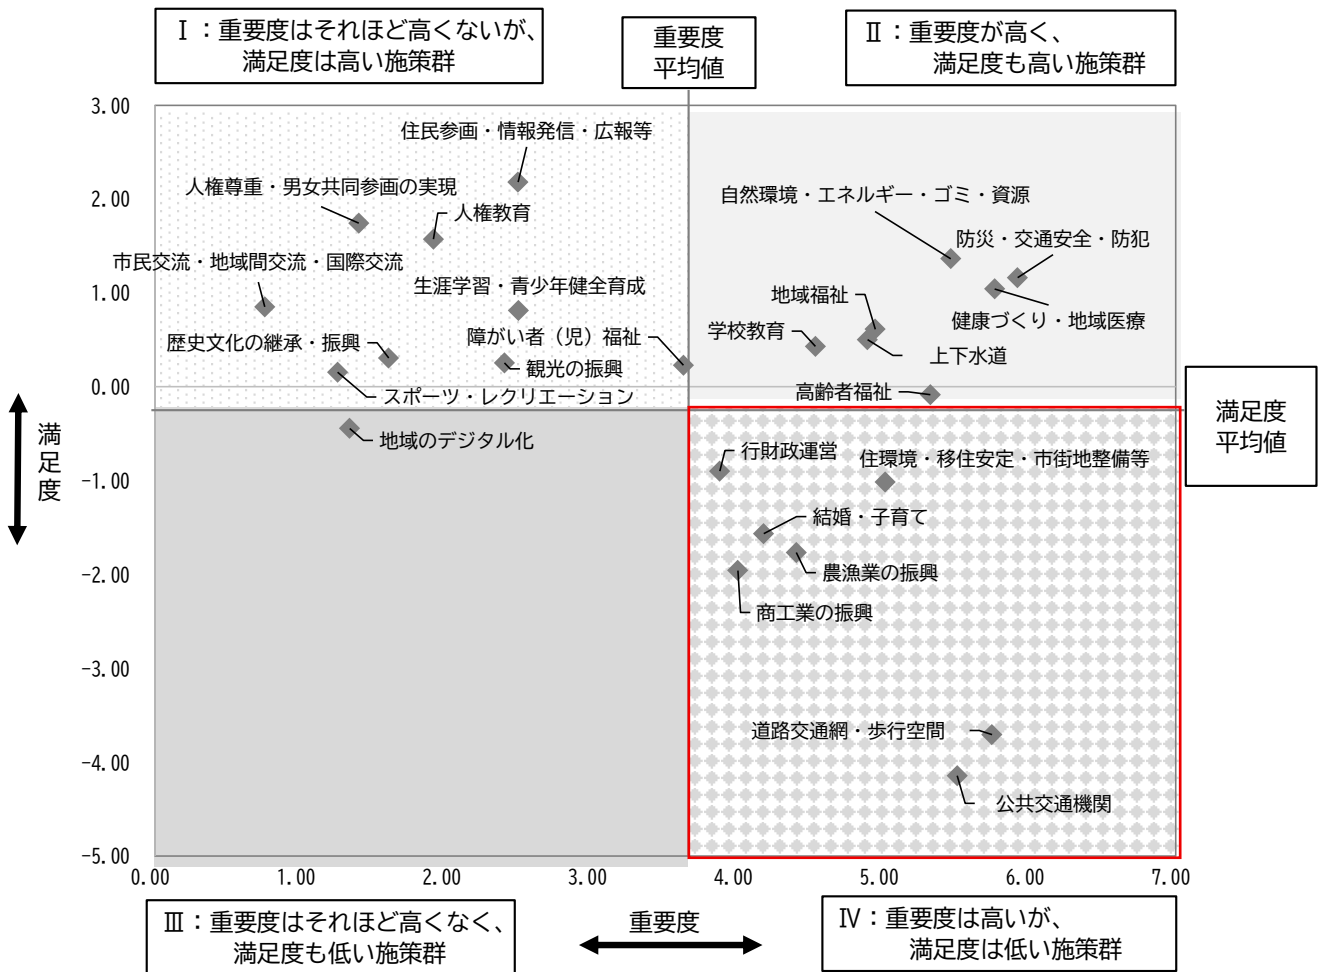 Ⅰ：重要度はそれほど高くないが、
満足度は高い施策群
重要度
平均値
Ⅱ：重要度が高く、
満足度も高い施策群
3.00
2.00
1.00
0.00
-1.00
-2.00
-3.00
-4.00
-5.00
満足度
住民参画・情報発信・広報等
人権尊重・男女共同参画の実現
人権教育
市民交流・地域間交流・国際交流
生涯学習・青少年健全育成
歴史文化の継承・振興
障がい者（児）福祉
観光の振興
スポーツ・レクリエーション
地域のデジタル化
自然環境・エネルギー・ゴミ・資源
防災・交通安全・防犯
地域福祉
健康づくり・地域医療
学校教育
上下水道
高齢者福祉
満足度
平均値
行財政運営
住環境・移住安定・市街地整備等
結婚・子育て
農漁業の振興
商工業の振興
道路交通網・歩行空間
公共交通機関
0.00
1.00
2.00
3.00
4.00
5.00
6.00
7.00
Ⅲ：重要度はそれほど高くなく、
満足度も低い施策群
重要度
Ⅳ：重要度は高いが、
満足度は低い施策群